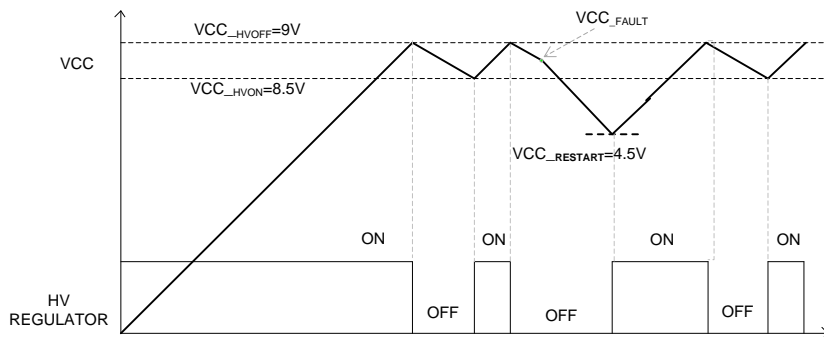 VCC_HVOFF=9V
VCC_FAULT
VCC
VCC_HVON=8.5V
VCC_RESTART=4.5V
ON
ON
ON
ON
HV
REGULATOR
OFF
OFF
OFF